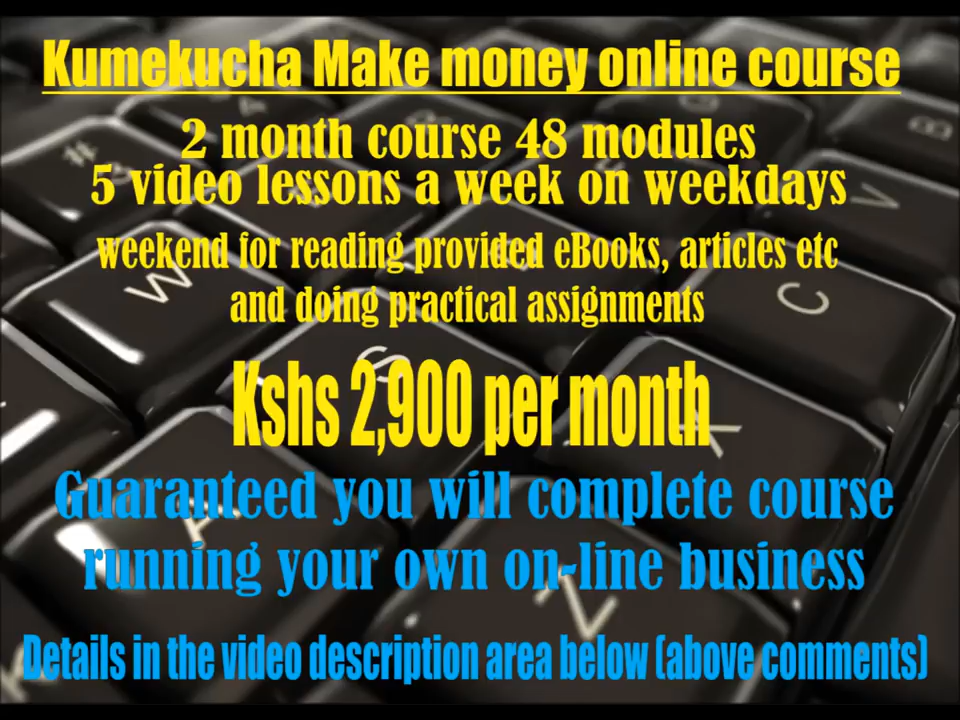 Kumekucha Make money online course
2 month course 48 modules
5 video lessons a week on weekdays
weekend for reading provided eBooks, articles etc
and doing practical assignments
Kshs 2,900 per month
Guaranteed you will complete course
running your own on-line business
Details in the video description area below (above comments)